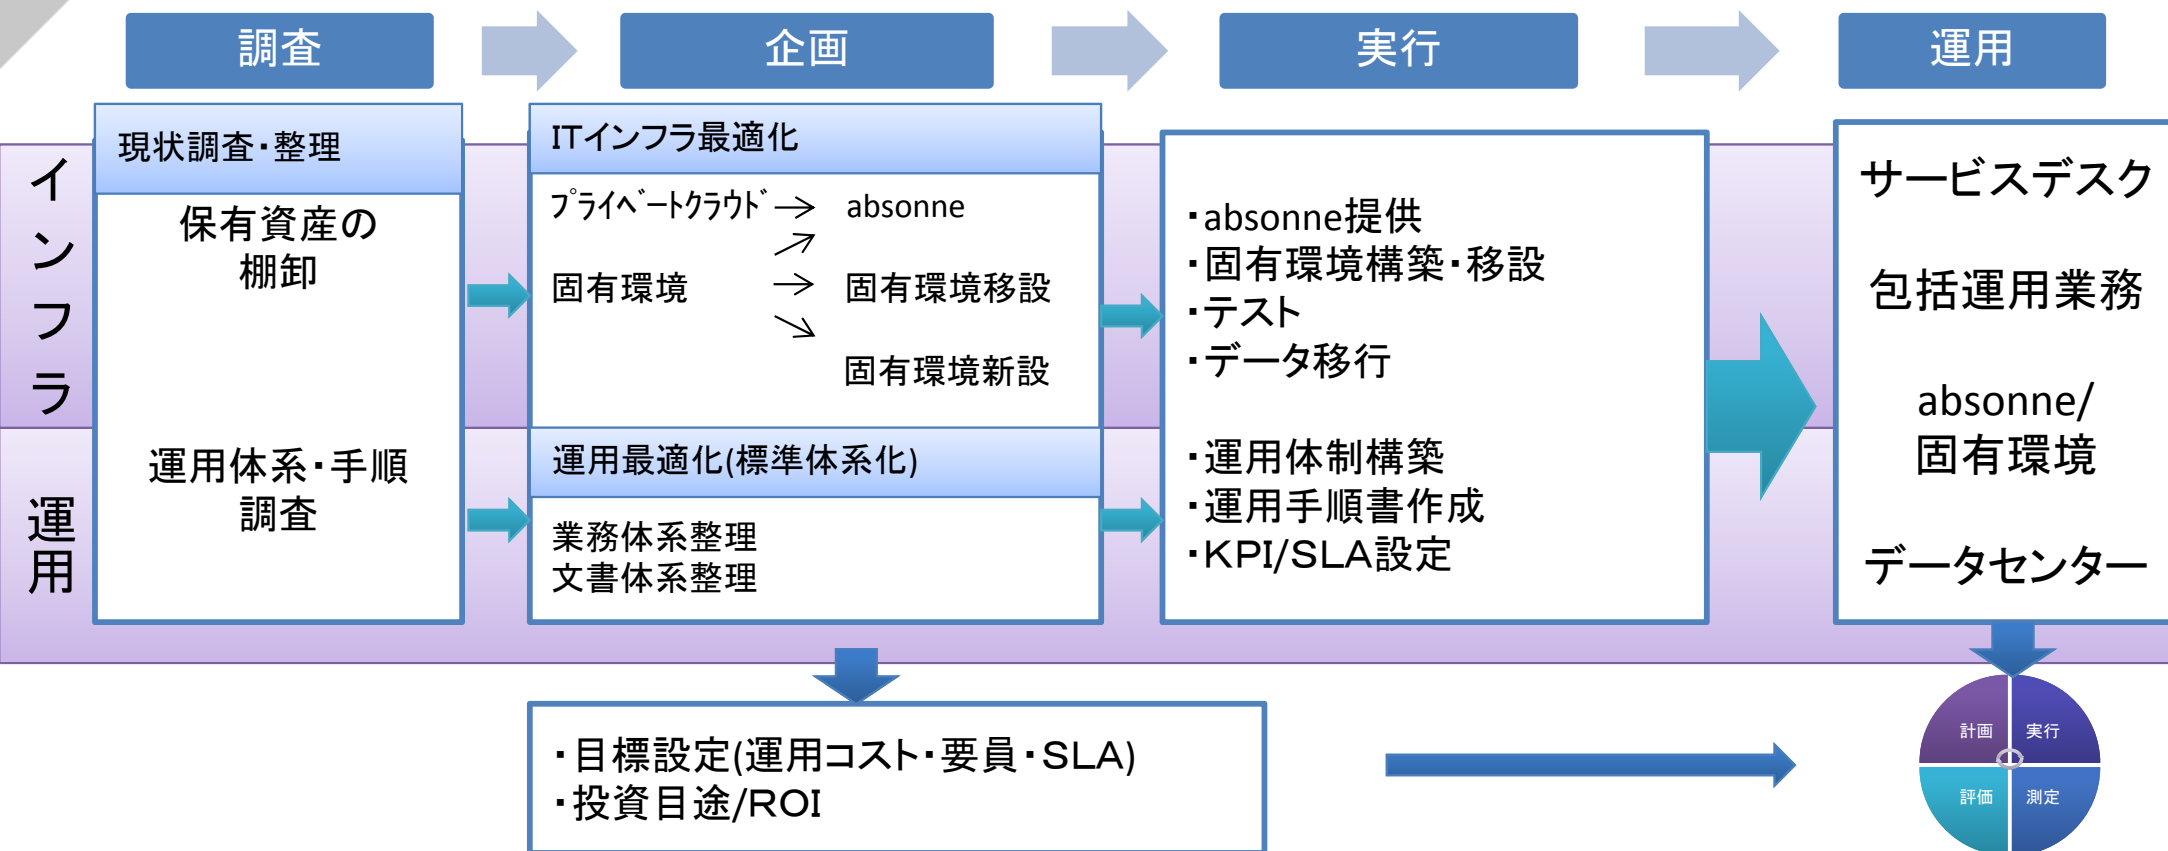 調査
企画
実行
運用
インフラ
現状調査・整理
保有資産の
棚卸
運用体系・手順
調査
ITインフラ最適化
ﾌﾟﾗｲﾍﾞｰﾄｸﾗｳﾄﾞ → absonne
固有環境 → 固有環境移設
固有環境新設
運用
運用最適化(標準体系化)
業務体系整理
文書体系整理
・absonne提供
・固有環境構築・移設
・テスト
・データ移行
・運用体制構築
・運用手順書作成
・KPI/SLA設定
サービスデスク
包括運用業務
absonne/
固有環境
データセンター
・目標設定(運用コスト・要員・SLA)
・投資目途/ROI
計画
実行
評価
測定